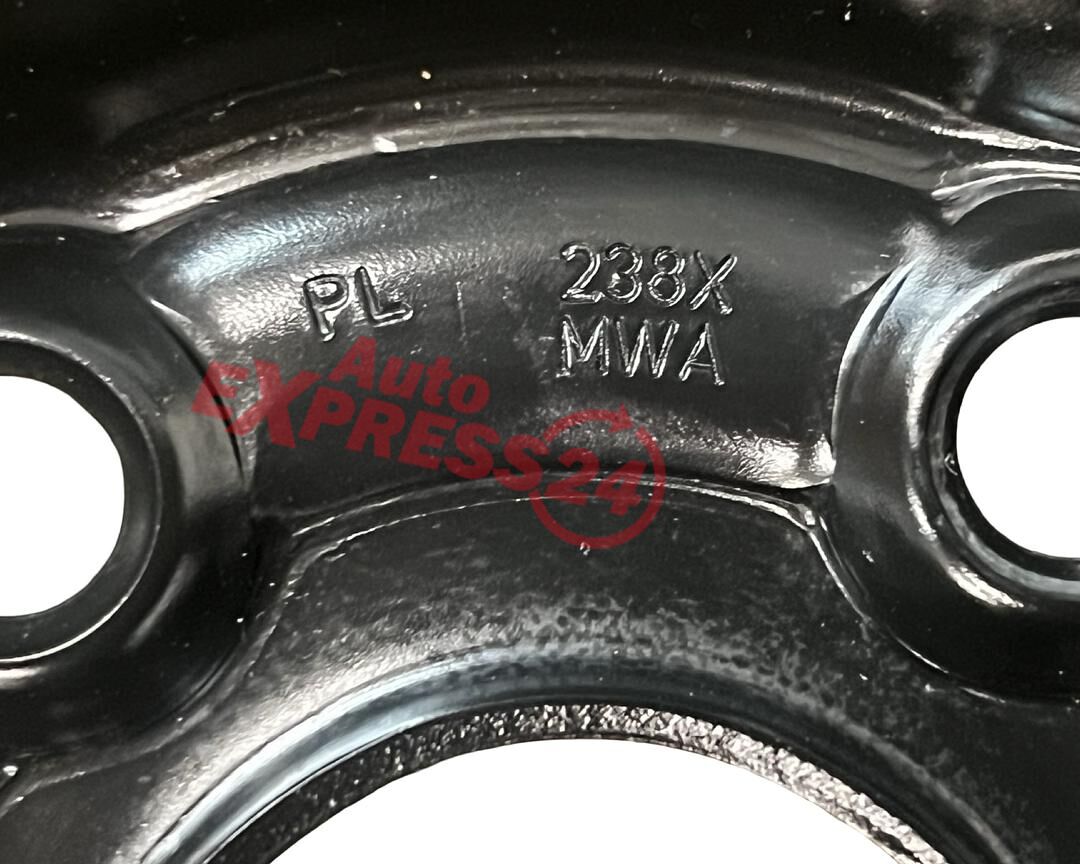 PL 238X
MWA
Auto
EXPRESS24